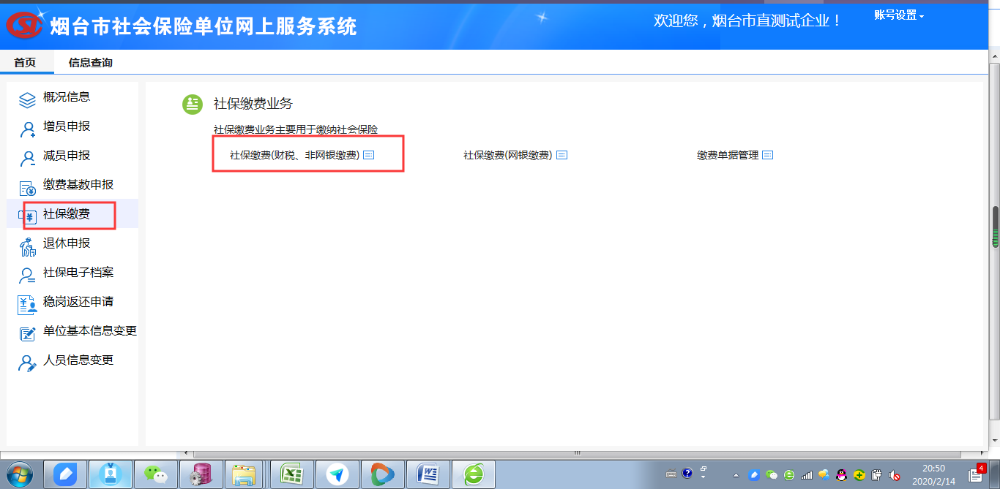 烟台市社会保险单位网上服务系统
欢迎您，烟台市直测试企业！
账号设置
首页
信息查询
概况信息
增员申报
减员申报
缴费基数申报
社保缴费
退休申报
社保电子档案
稳岗返还申请
单位基本信息变更
人员信息变更
社保缴费业务
社保缴费业务主要用于缴纳社会保险
社保缴费(财税、非网银缴费)
社保缴费(网银缴费)
缴费单据管理
20:50
2020/2/14
4